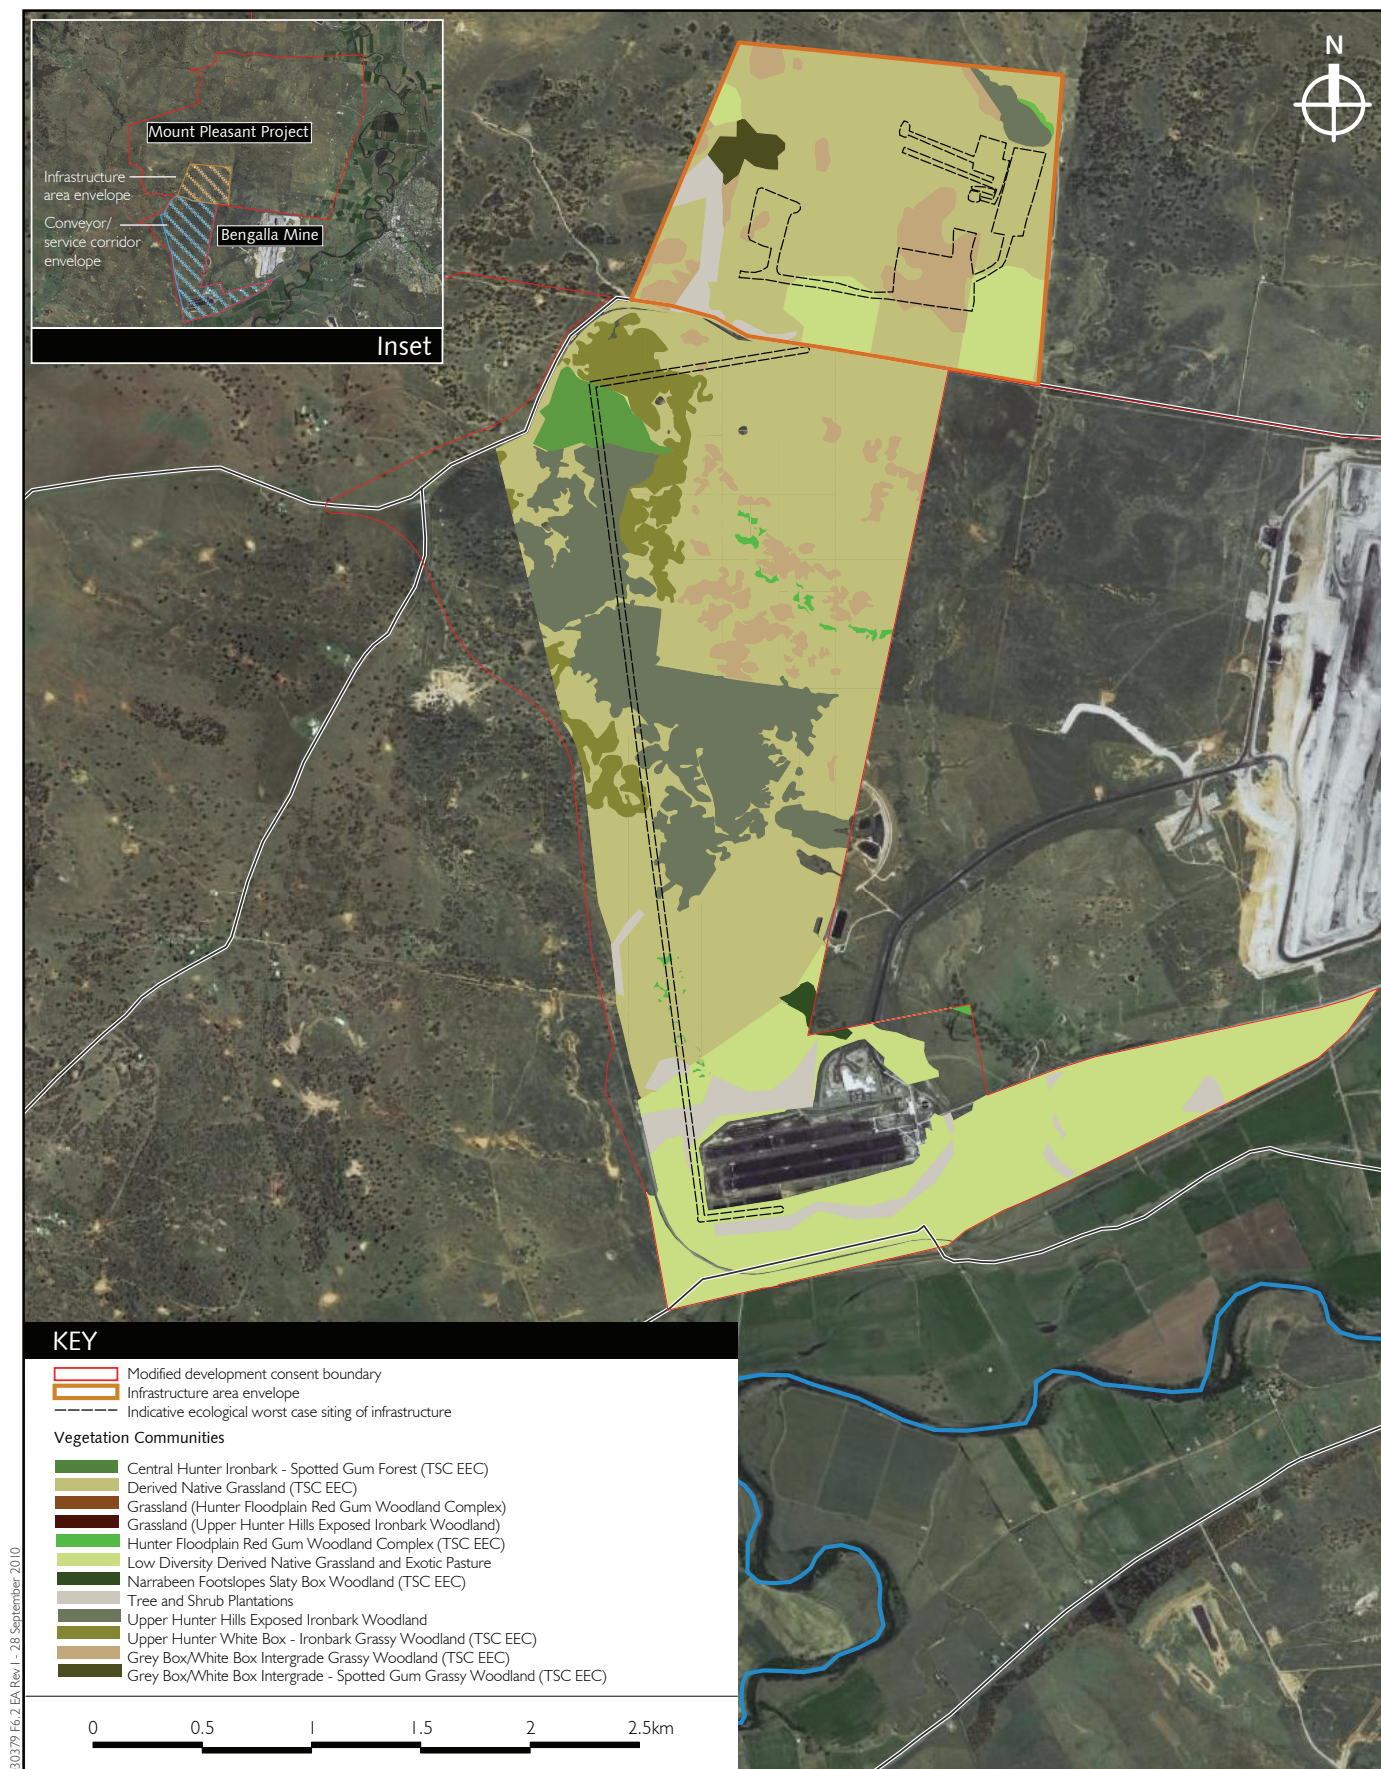 Mount Pleasant Project
Infrastructure
area envelope
Conveyor/
service corridor
envelope
Bengalla Mine
Inset
N
KEY
Modified development consent boundary
Infrastructure area envelope
Indicative ecological worst case siting of infrastructure
Vegetation Communities
Central Hunter Ironbark - Spotted Gum Forest (TSC EEC)
Derived Native Grassland (TSC EEC)
Grassland (Hunter Floodplain Red Gum Woodland Complex)
Grassland (Upper Hunter Hills Exposed Ironbark Woodland)
Hunter Floodplain Red Gum Woodland Complex (TSC EEC)
Low Diversity Derived Native Grassland and Exotic Pasture
Narrabeen Footslopes Slaty Box Woodland (TSC EEC)
Tree and Shrub Plantations
Upper Hunter Hills Exposed Ironbark Woodland
Upper Hunter White Box - Ironbark Grassy Woodland (TSC EEC)
Grey Box/White Box Intergrade Grassy Woodland (TSC EEC)
Grey Box/White Box Intergrade - Spotted Gum Grassy Woodland (TSC EEC)
0 0.5 1 1.5 2 2.5km
30379 F6.2 EA Rev 1 - 28 September 2010